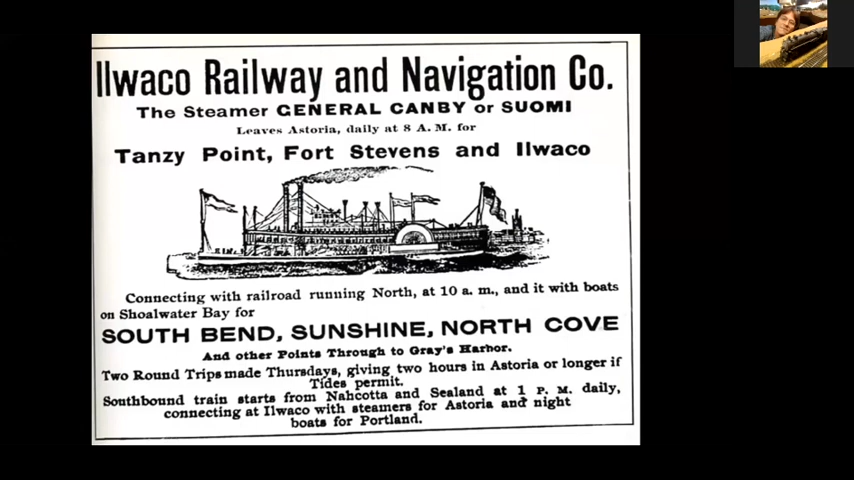 Ilwaco Railway and Navigation Co.
The Steamer GENERAL CANBY or SUOMI
Leaves Astoria, daily at 8 A. M. for
Tanzy Point, Fort Stevens and Ilwaco
Connecting with railroad running North, at 10 a. m., and it with boats
on Shoalwater Bay for
SOUTH BEND, SUNSHINE, NORTH COVE
And other Points Through to Gray's Harbor.
Two Round Trips made Thursdays, giving two hours in Astoria or longer if
Tides permit.
Southbound train starts from Nahcotta and Sealand at 1 P. M. daily,
connecting at Ilwaco with steamers for Astoria and night
boats for Portland.